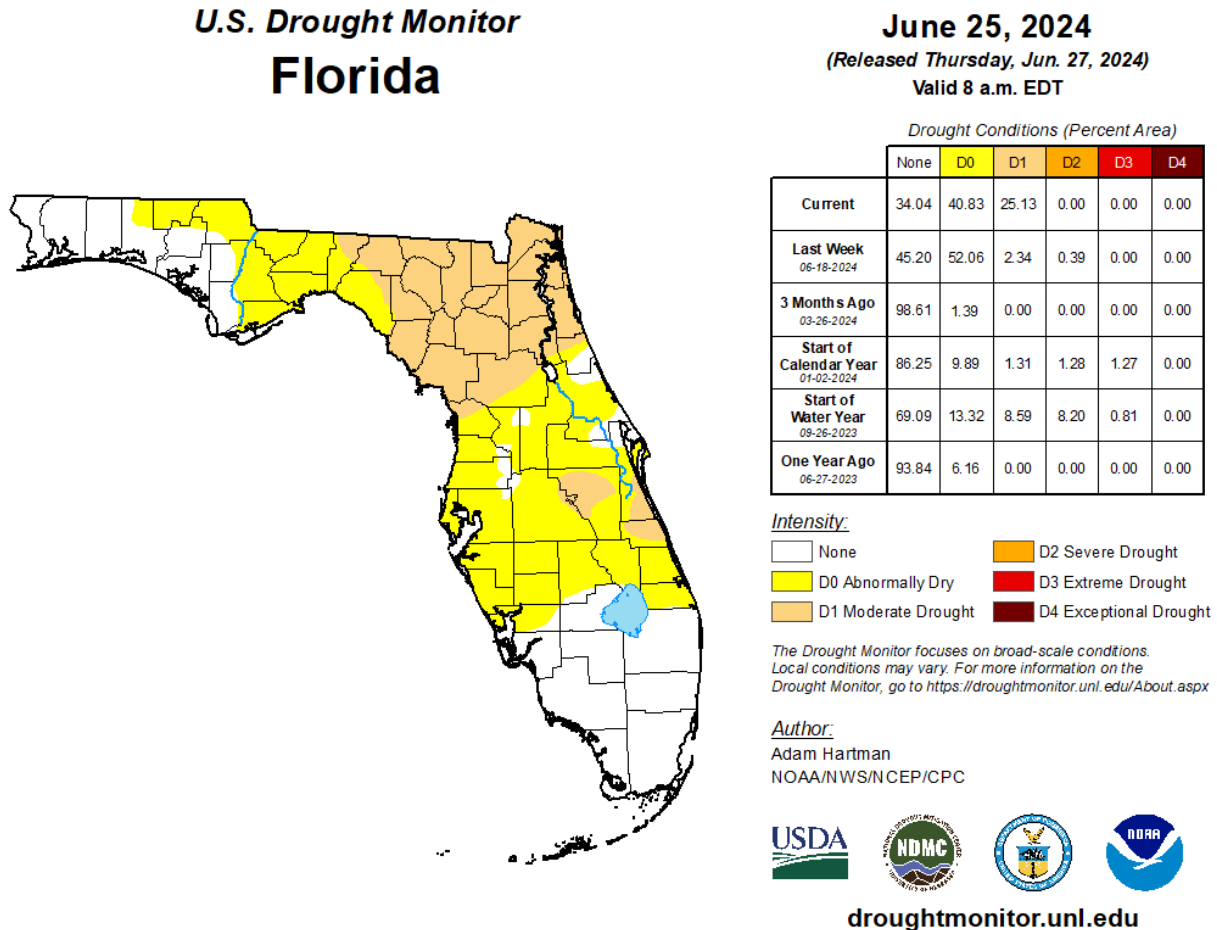 U.S. Drought Monitor
Florida
June 25, 2024
(Released Thursday, Jun. 27, 2024)
Valid 8 a.m. EDT
Drought Conditions (Percent Area)
None D0 D1 D2 D3 D4
Current 34.04 40.83 25.13 0.00 0.00 0.00
Last Week
06-18-2024
45.20 52.06 2.34 0.39 0.00 0.00
3 Months Ago
03-26-2024
98.61 1.39 0.00 0.00 0.00 0.00
Start of
Calendar Year
01-02-2024
86.25 9.89 1.31 1.28 1.27 0.00
Start of
Water Year
09-26-2023
69.09 13.32 8.59 8.20 0.81 0.00
One Year Ago
06-27-2023
93.84 6.16 0.00 0.00 0.00 0.00
Intensity:
None
D0 Abnormally Dry
D1 Moderate Drought
D2 Severe Drought
D3 Extreme Drought
D4 Exceptional Drought
The Drought Monitor focuses on broad-scale conditions.
Local conditions may vary. For more information on the
Drought Monitor, go to https://droughtmonitor.unl.edu/About.aspx
Author:
Adam Hartman
NOAA/NWS/NCEP/CPC
USDA
NDMC
NOAA
droughtmonitor.unl.edu